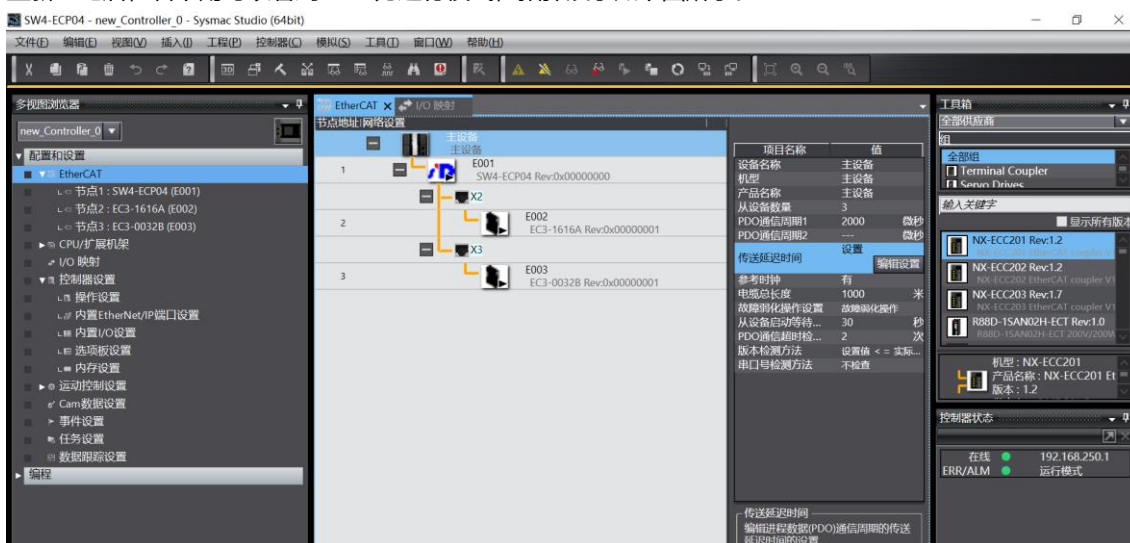 SW4-ECP04 - new_Controller_0 - Sysmac Studio (64bit)
文件(F) 编辑(E) 视图(V) 插入(I) 工程(P) 控制器(C) 模拟(S) 工具(T) 窗口(W) 帮助(H)
多视图浏览器
new_Controller_0
配置和设置
EtherCAT
节点1 : SW4-ECP04 (E001)
节点2 : EC3-1616A (E002)
节点3 : EC3-0032B (E003)
CPU/扩展机架
I/O 映射
控制器设置
操作设置
内置EtherNet/IP端口设置
内置I/O设置
选项板设置
内存设置
运动控制设置
Cam数据设置
事件设置
任务设置
数据跟踪设置
编程
EtherCAT I/O 映射
节点地址|网络设置
主设备
主设备
1 E001
SW4-ECP04 Rev:0x00000000
X2
2 E002
EC3-1616A Rev:0x00000001
X3
3 E003
EC3-0032B Rev:0x00000001
项目名称 值
设备名称 主设备
机型 主设备
产品名称 主设备
从设备数量 3
PDO通信周期1 2000 微秒
PDO通信周期2 --- 微秒
传送延迟时间 设置
编辑设置
参考时钟 有
电缆总长度 1000 米
故障弱化操作设置 故障弱化操作
从设备启动等待... 30 秒
PDO通信超时检... 2 次
版本检测方法 设置值 < = 实际...
串口号检测方法 不检查
传送延迟时间
编辑进程数据(PDO)通信周期的传送
延迟时间的设置
工具箱
全部供应商
组
全部组
Terminal Coupler
Servo Drives
输入关键字
显示所有版本
NX-ECC201 Rev:1.2
NX-ECC201 EtherCAT coupler V1
NX-ECC202 Rev:1.2
NX-ECC202 EtherCAT coupler V1
NX-ECC203 Rev:1.7
NX-ECC203 EtherCAT coupler V1
R88D-1SAN02H-ECT Rev:1.0
R88D-1SAN02H-ECT 200V/200W
机型 : NX-ECC201
产品名称 : NX-ECC201 Et
版本 : 1.2
控制器状态
在线 192.168.250.1
ERR/ALM 运行模式